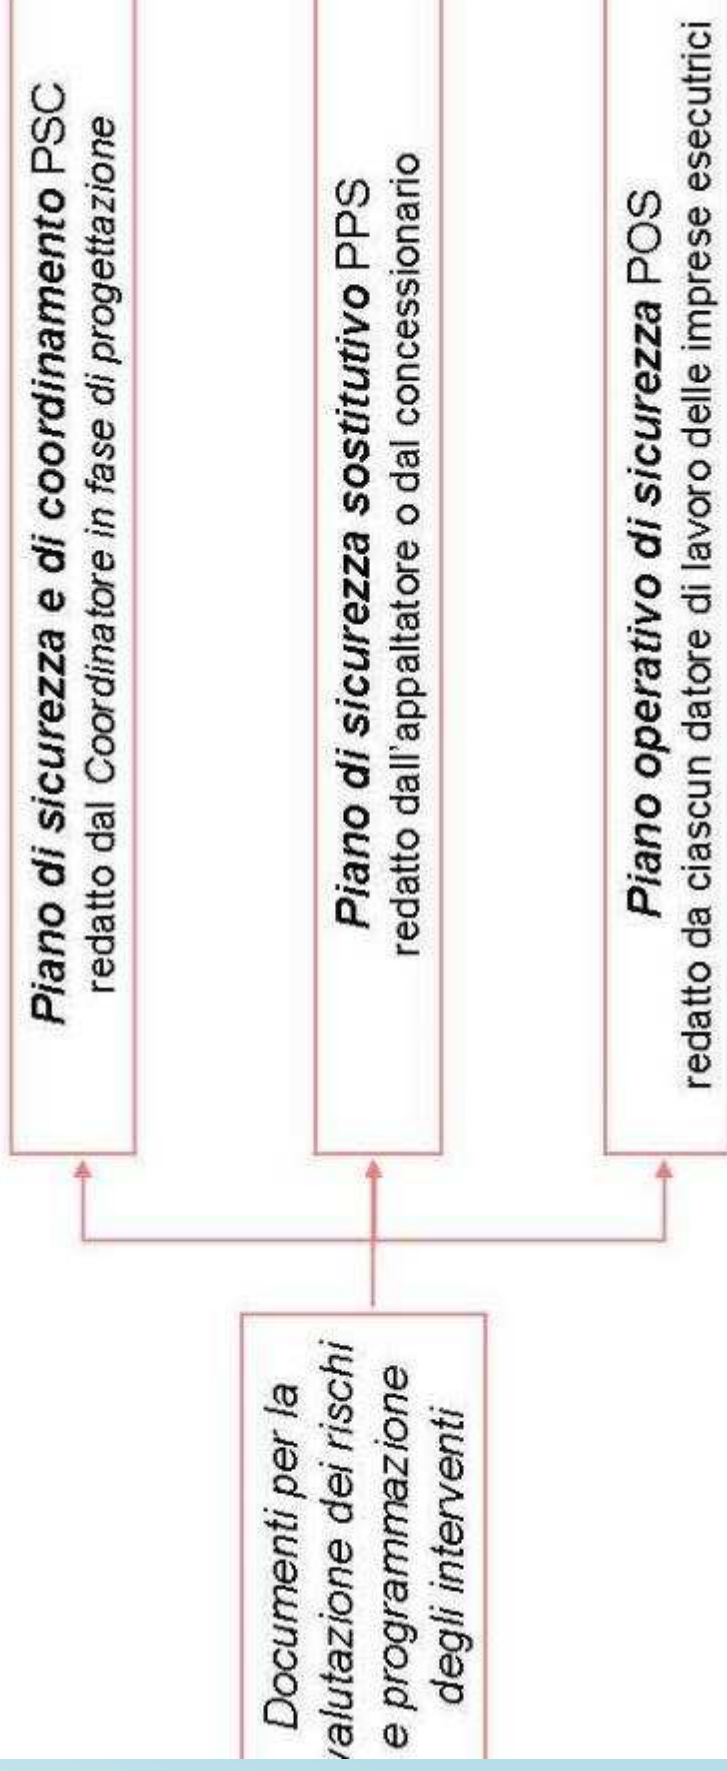 Documenti per la
valutazione dei rischi
e programmazione
degli interventi
Piano di sicurezza e di coordinamento PSC
redatto dal Coordinatore in fase di progettazione
Piano di sicurezza sostitutivo PPS
redatto dall'appaltatore o dal concessionario
Piano operativo di sicurezza POS
redatto da ciascun datore di lavoro delle imprese esecutrici